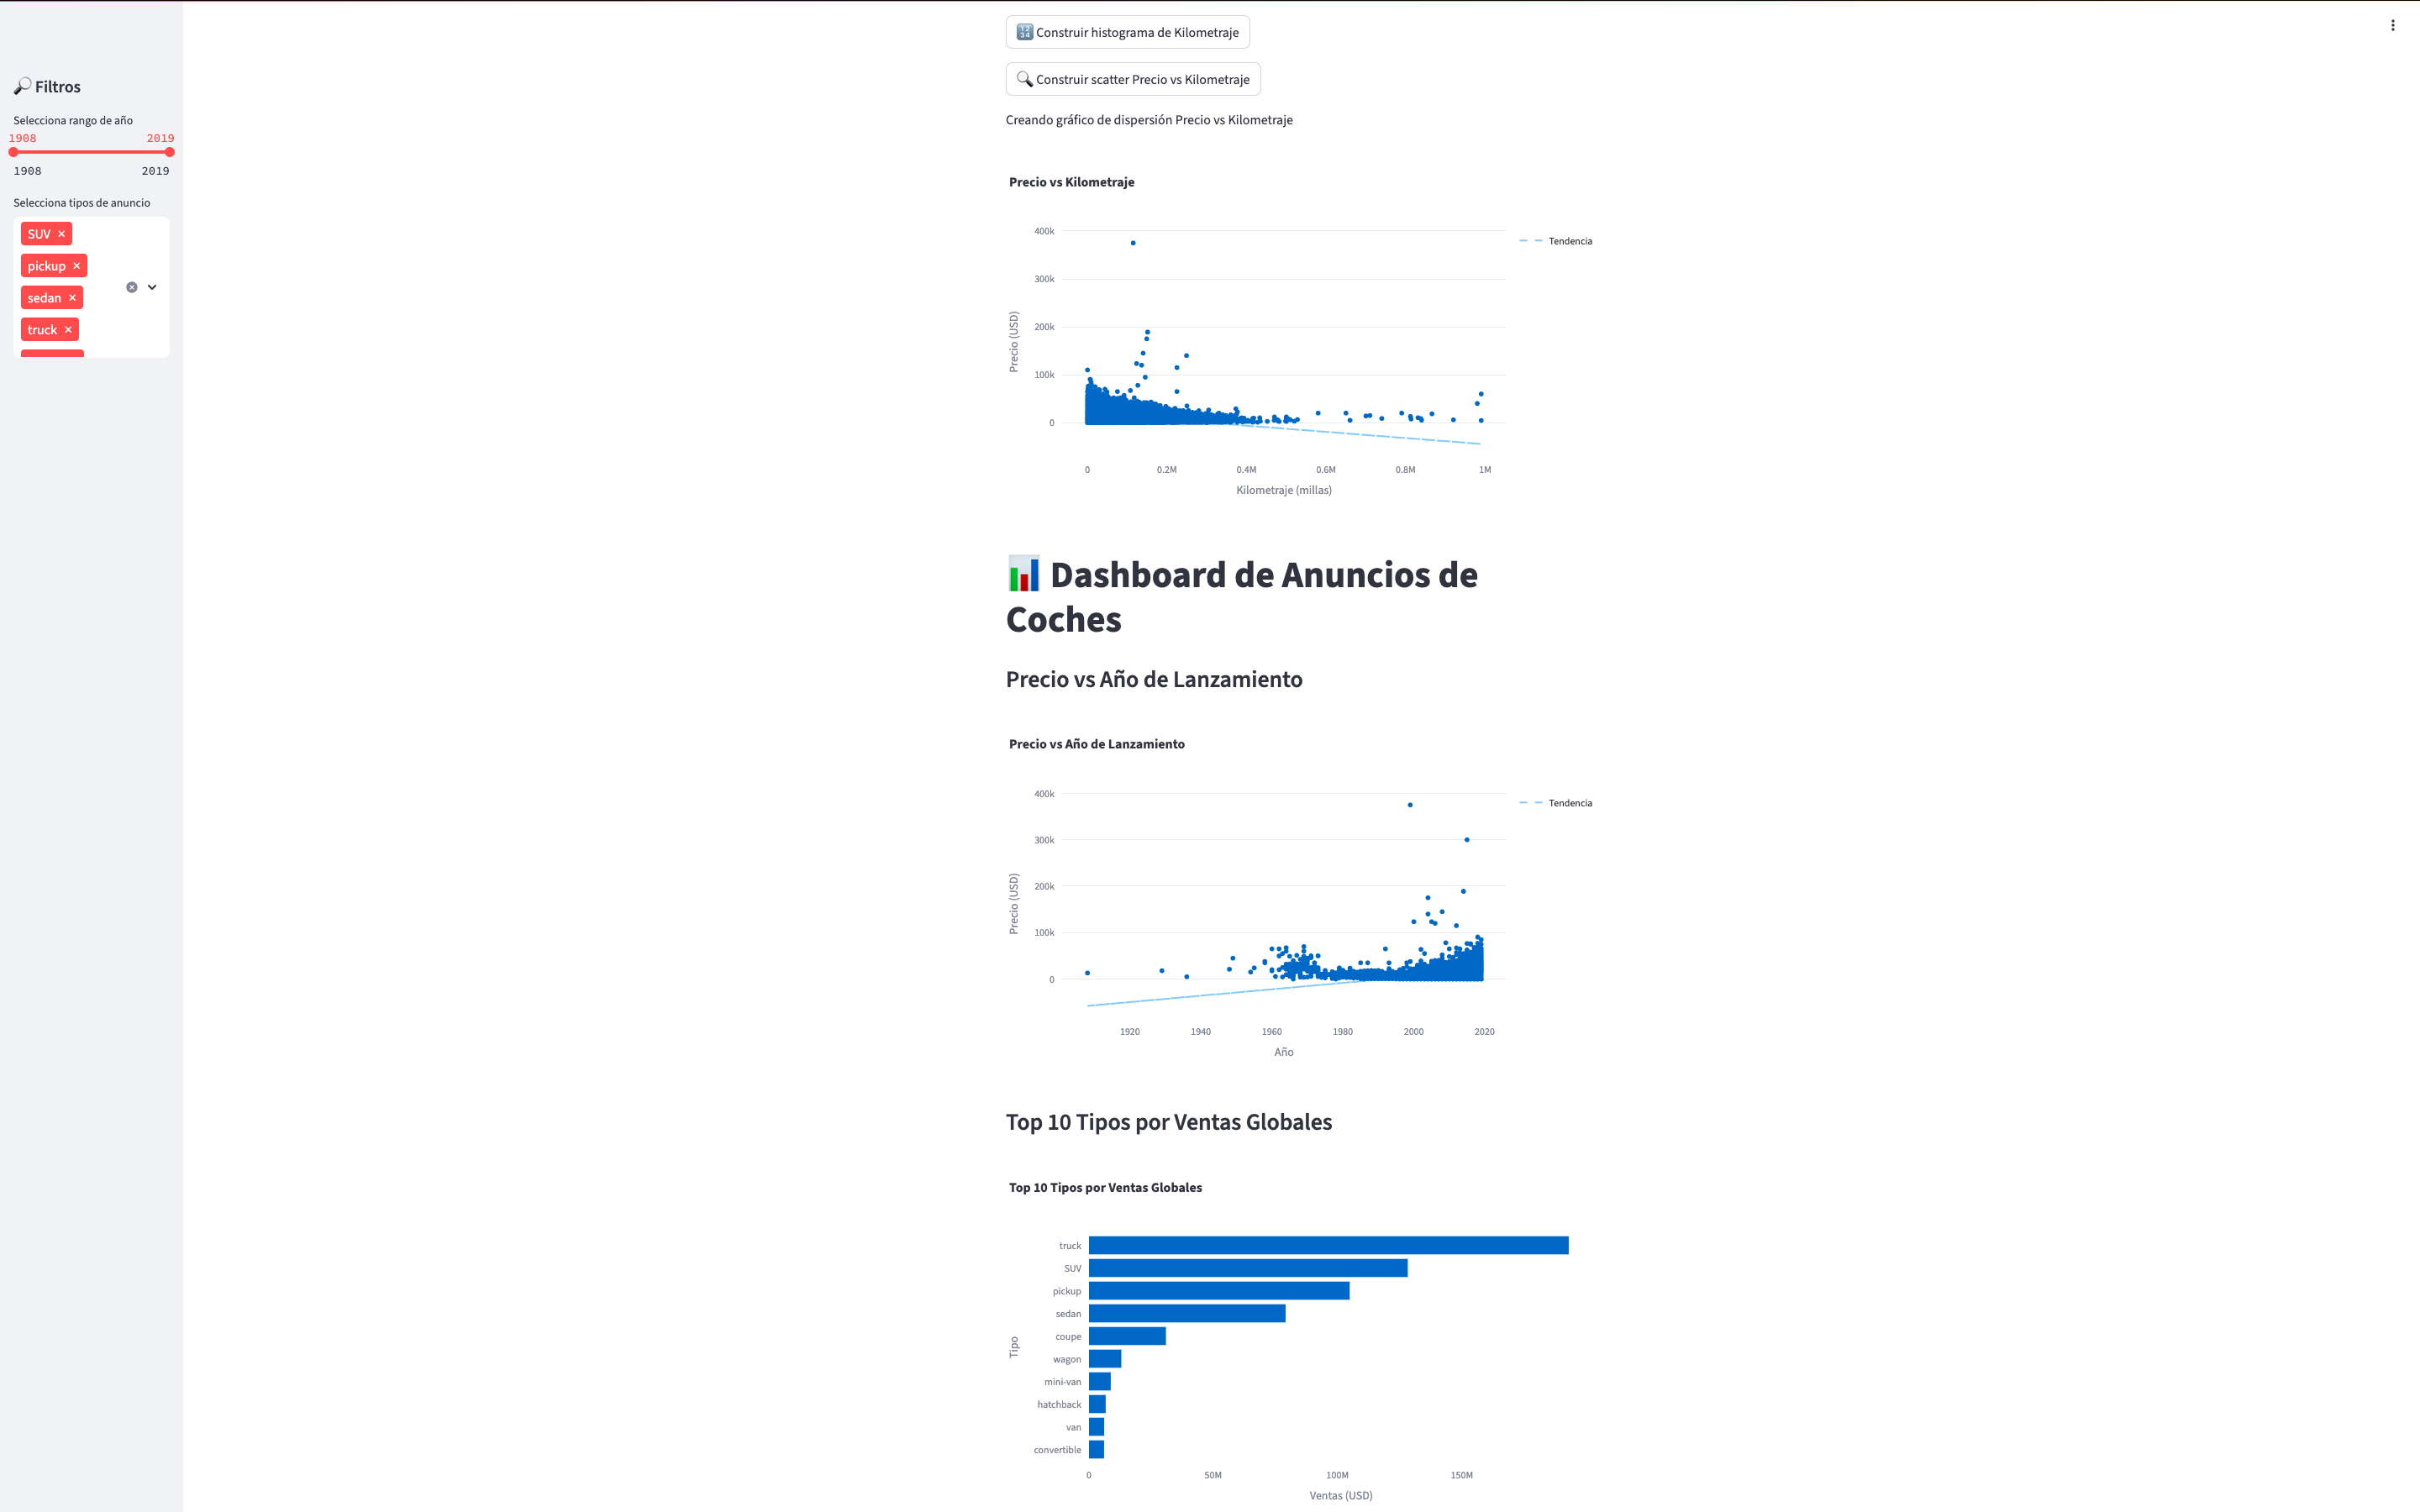 🔎 Filtros
Selecciona rango de año
1908 2019
1908 2019
Selecciona tipos de anuncio
SUV ×
pickup ×
sedan ×
truck ×
🔢 Construir histograma de Kilometraje
🔍 Construir scatter Precio vs Kilometraje
Creando gráfico de dispersión Precio vs Kilometraje
Precio vs Kilometraje
400k
300k
200k
100k
0
Precio (USD)
Tendencia
0 0.2M 0.4M 0.6M 0.8M 1M
Kilometraje (millas)
📊 Dashboard de Anuncios de
Coches
Precio vs Año de Lanzamiento
Precio vs Año de Lanzamiento
400k
300k
200k
100k
0
Precio (USD)
Tendencia
1920 1940 1960 1980 2000 2020
Año
Top 10 Tipos por Ventas Globales
Top 10 Tipos por Ventas Globales
truck
SUV
pickup
sedan
coupe
wagon
mini-van
hatchback
van
convertible
Tipo
0 50M 100M 150M
Ventas (USD)